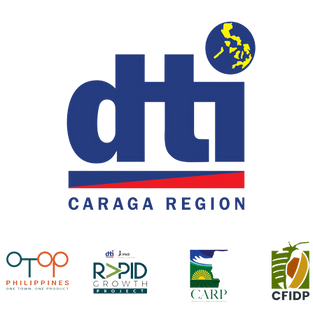 dti
CARAGA REGION
OTOP
PHILIPPINES
ONE TOWN, ONE PRODUCT
dti
RAPID
GROWTH
PROJECT
CARP
CFIDP